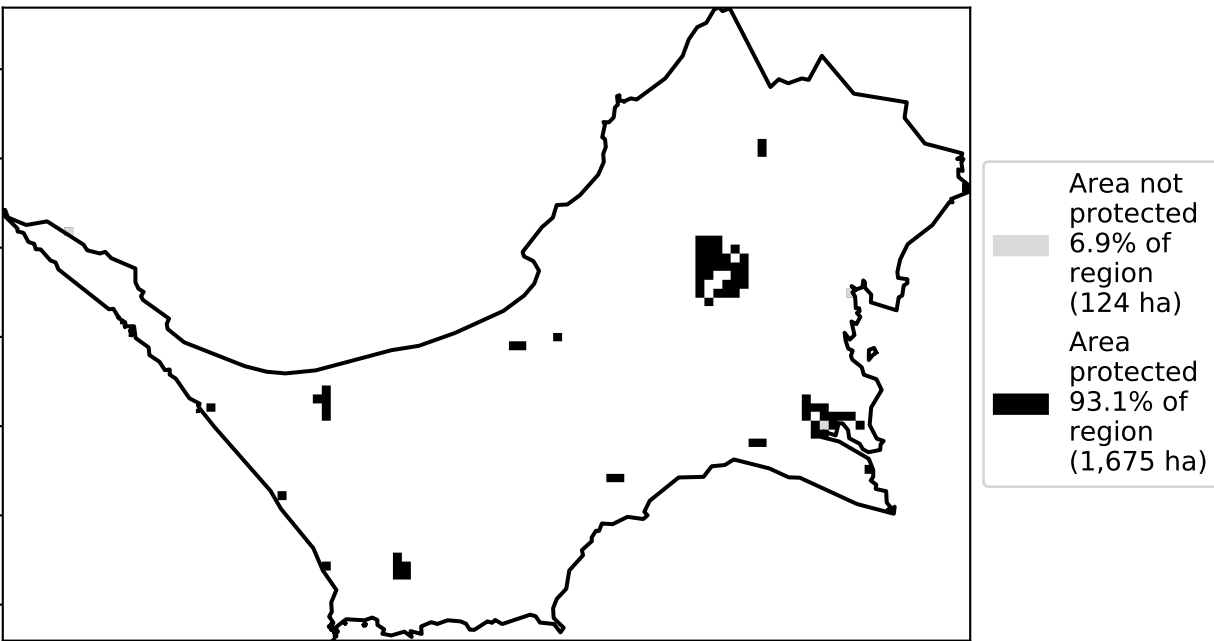 Area not
protected
6.9% of
region
(124 ha)
Area
protected
93.1% of
region
(1,675 ha)